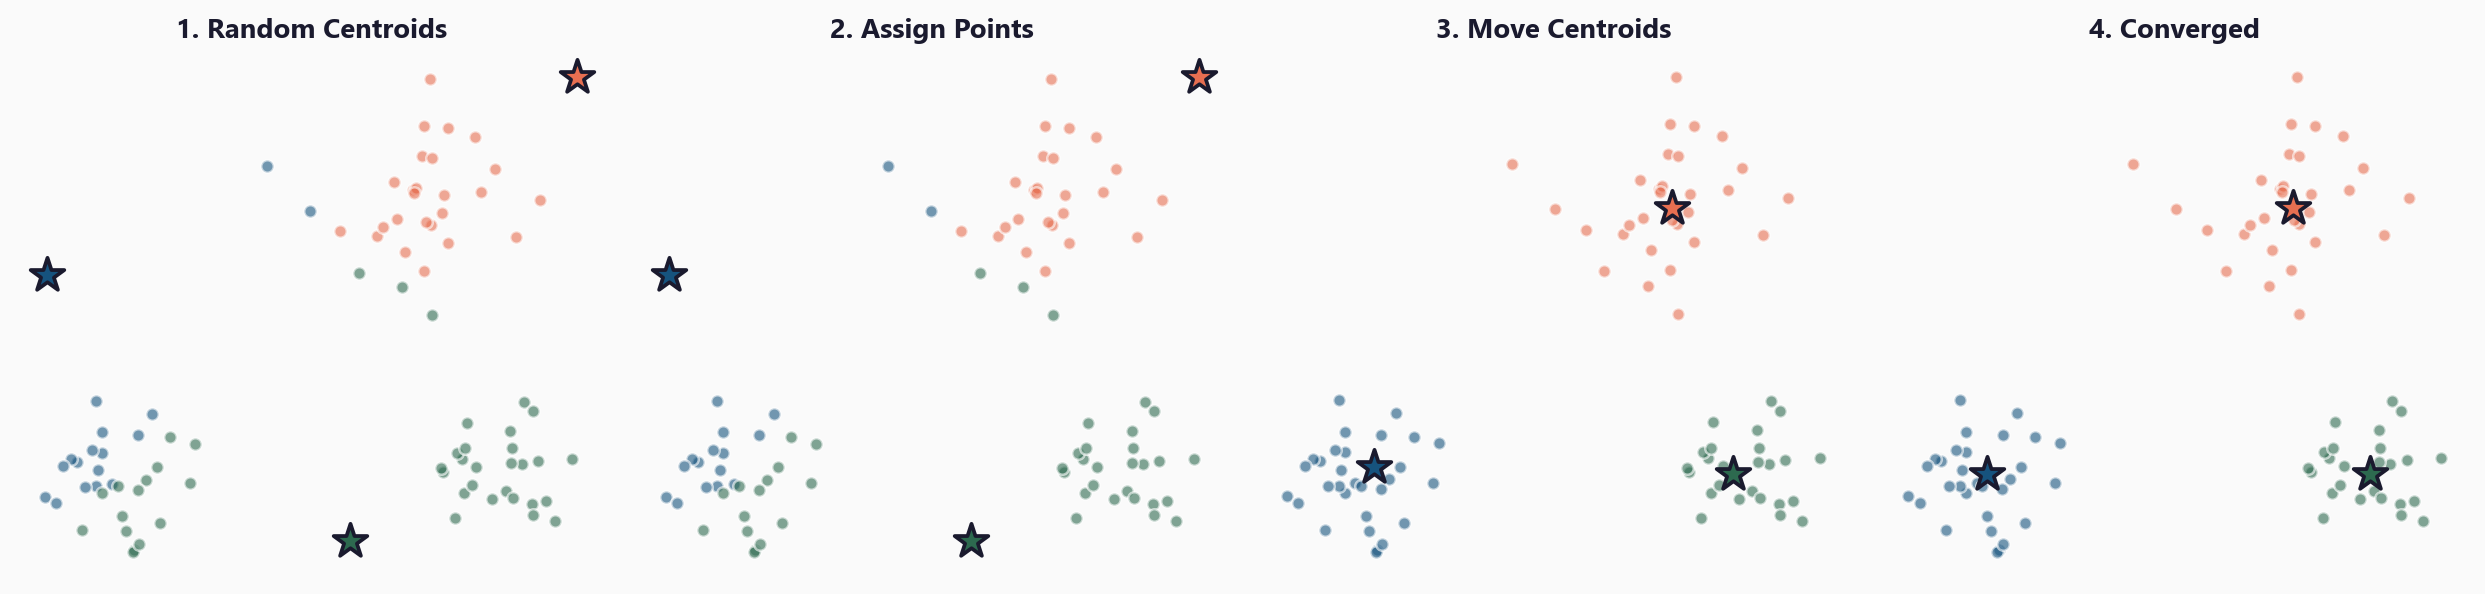 1. Random Centroids
2. Assign Points
3. Move Centroids
4. Converged